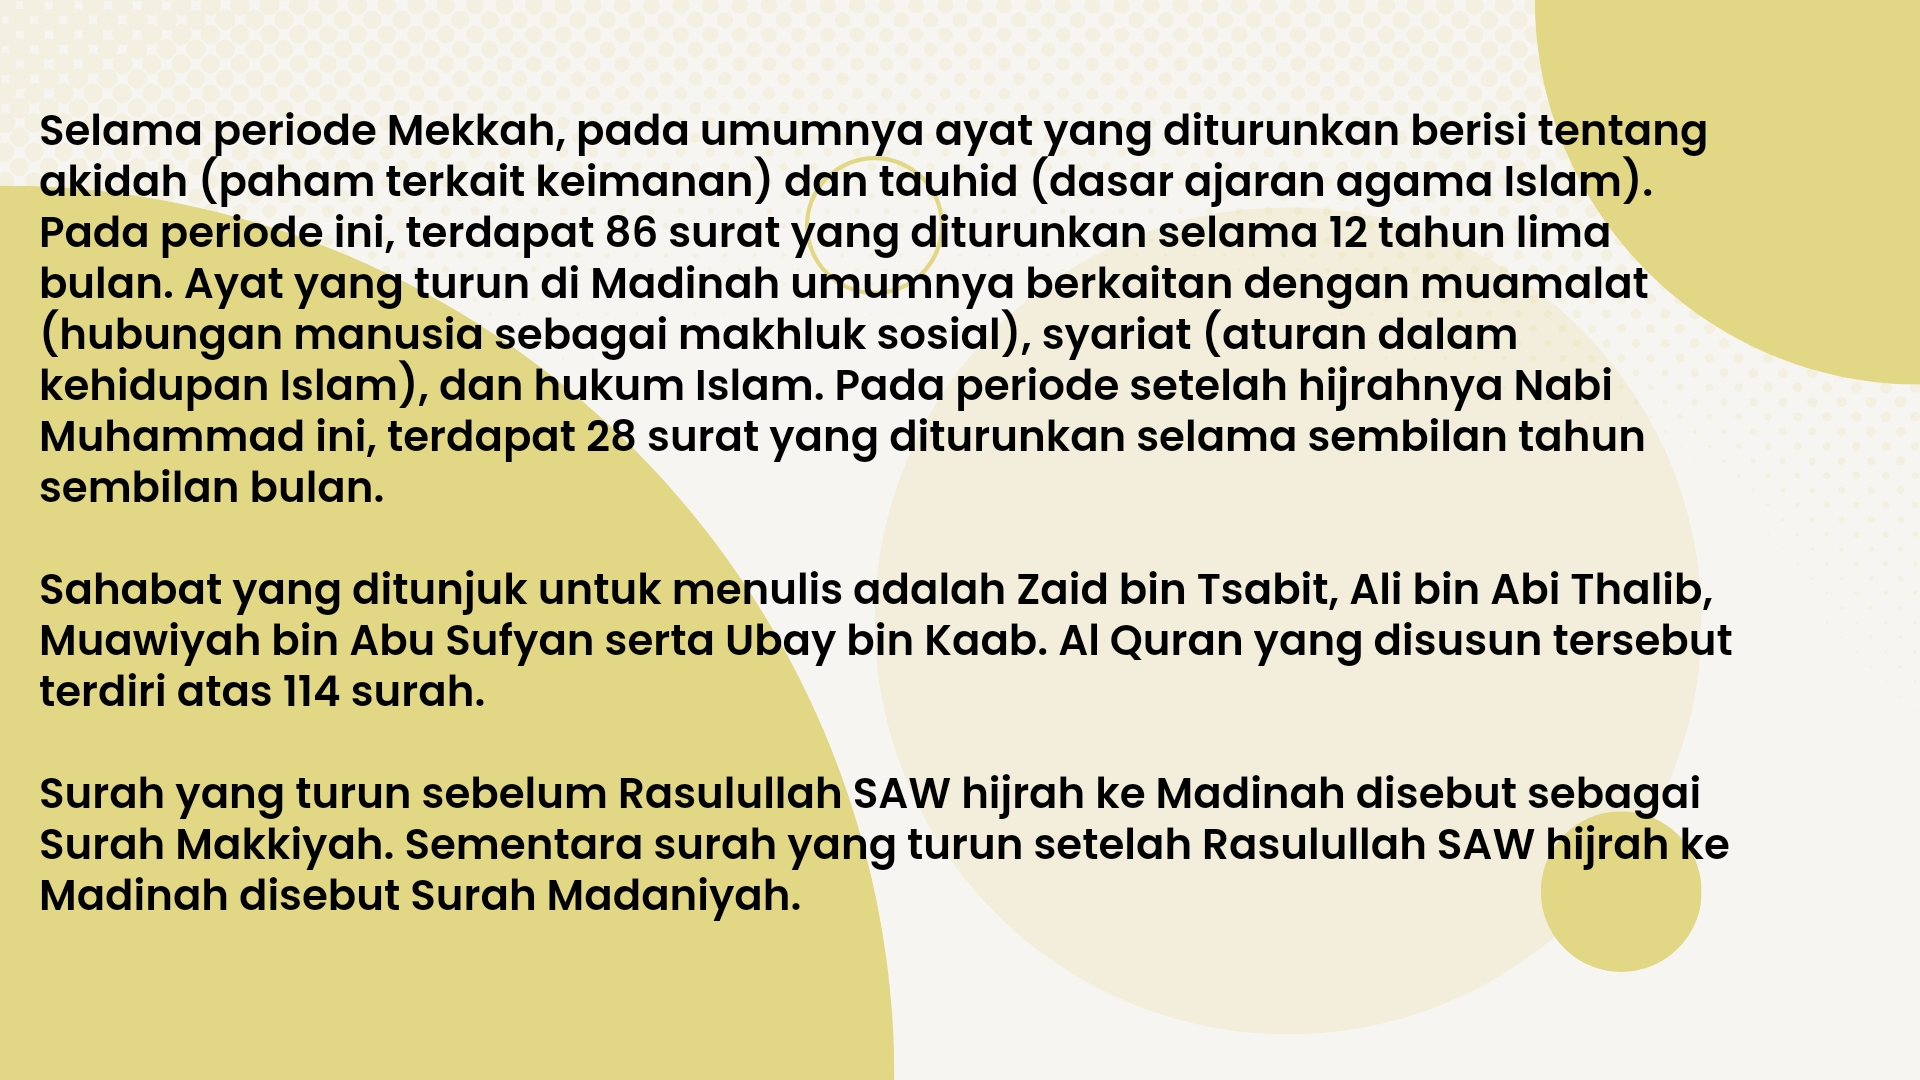 Selama periode Mekkah, pada umumnya ayat yang diturunkan berisi tentang
akidah (paham terkait keimanan) dan tauhid (dasar ajaran agama Islam).
Pada periode ini, terdapat 86 surat yang diturunkan selama 12 tahun lima
bulan. Ayat yang turun di Madinah umumnya berkaitan dengan muamalat
(hubungan manusia sebagai makhluk sosial), syariat (aturan dalam
kehidupan Islam), dan hukum Islam. Pada periode setelah hijrahnya Nabi
Muhammad ini, terdapat 28 surat yang diturunkan selama sembilan tahun
sembilan bulan.
Sahabat yang ditunjuk untuk menulis adalah Zaid bin Tsabit, Ali bin Abi Thalib,
Muawiyah bin Abu Sufyan serta Ubay bin Kaab. Al Quran yang disusun tersebut
terdiri atas 114 surah.
Surah yang turun sebelum Rasulullah SAW hijrah ke Madinah disebut sebagai
Surah Makkiyah. Sementara surah yang turun setelah Rasulullah SAW hijrah ke
Madinah disebut Surah Madaniyah.